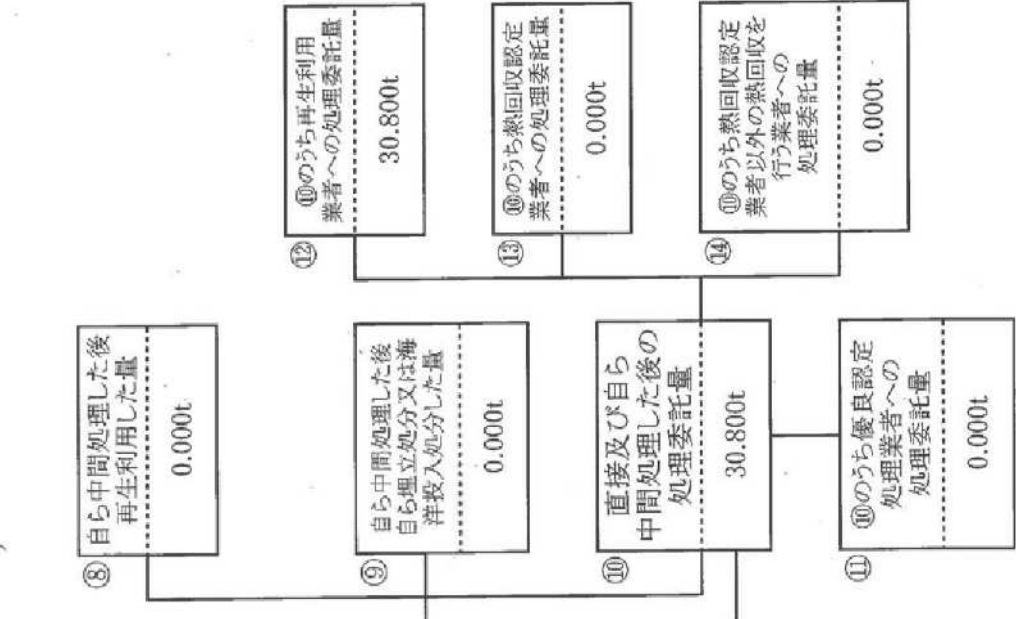 ⑧
自ら中間処理した後
再生利用した量
0.000t
⑨
自ら中間処理した後
自ら埋立処分又は海
洋投入処分した量
0.000t
⑩
直接及び自ら
中間処理した後の
処理委託量
30.800t
⑪
⑩のうち優良認定
処理業者への
処理委託量
0.000t
⑫
⑩のうち再生利用
業者への処理委託量
30.800t
⑬
⑩のうち熱回収認定
業者への処理委託量
0.000t
⑭
⑩のうち熱回収認定
業者以外の熱回収を
行う業者への
処理委託量
0.000t